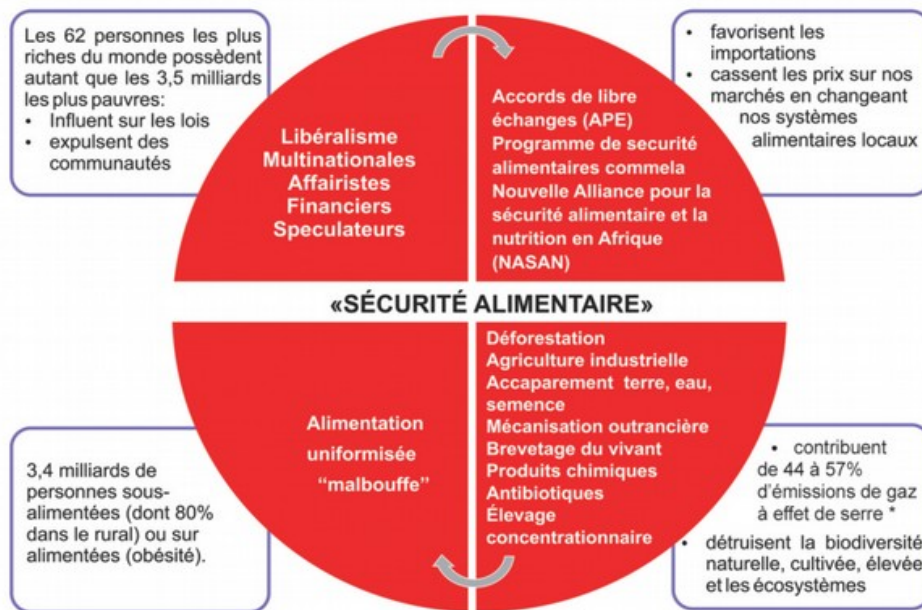 Les 62 personnes les plus
riches du monde possèdent
autant que les 3,5 milliards
les plus pauvres:
• Influent sur les lois
• expulsent des
communautés
Libéralisme
Multinationales
Affairistes
Financiers
Speculateurs
Accords de libre
échanges (APE)
Programme de securité
alimentaires commela
Nouvelle Alliance pour la
sécurité alimentaire et la
nutrition en Afrique
(NASAN)
• favorisent les
importations
• cassent les prix sur nos
marchés en changeant
nos systèmes
alimentaires locaux
«SÉCURITÉ ALIMENTAIRE»
3,4 milliards de
personnes sous-
alimentées (dont 80%
dans le rural) ou sur
alimentées (obésité).
Alimentation
uniformisée
“malbouffe”
Déforestation
Agriculture industrielle
Accaparement terre, eau,
semence
Mécanisation outrancière
Brevetage du vivant
Produits chimiques
Antibiotiques
Élevage
concentrationnaire
• contribuent
de 44 à 57%
d'émissions de gaz
à effet de serre *
• détruisent la biodiversité
naturelle, cultivée, élevée
et les écosystèmes